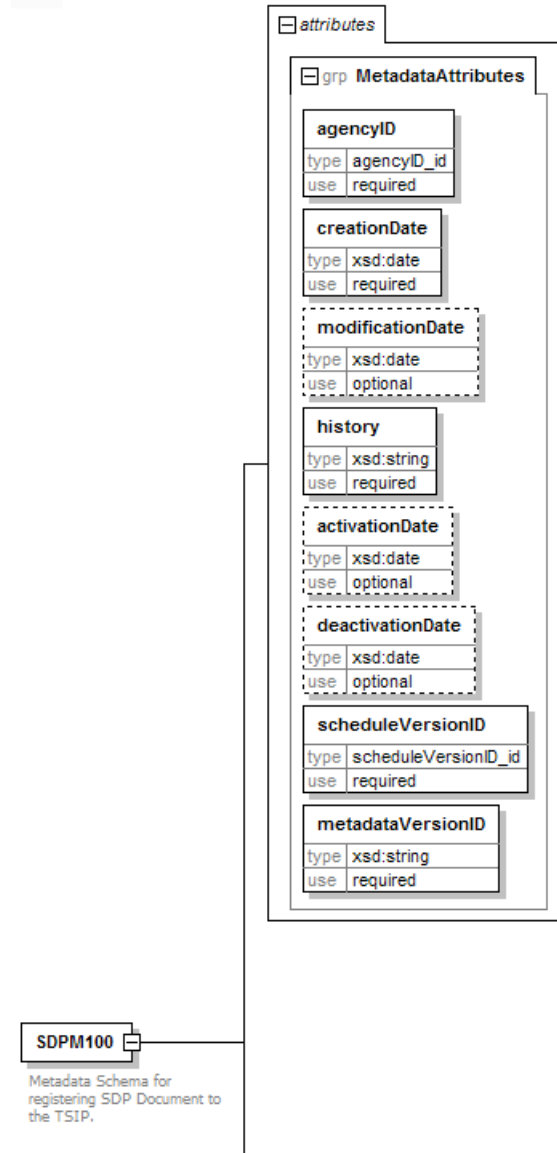 attributes
grp MetadataAttributes
agencyID
type agencyID_id
use required
creationDate
type xsd:date
use required
modificationDate
type xsd:date
use optional
history
type xsd:string
use required
activationDate
type xsd:date
use optional
deactivationDate
type xsd:date
use optional
scheduleVersionID
type scheduleVersionID_id
use required
metadataVersionID
type xsd:string
use required
SDPM100
Metadata Schema for
registering SDP Document to
the TSIP.